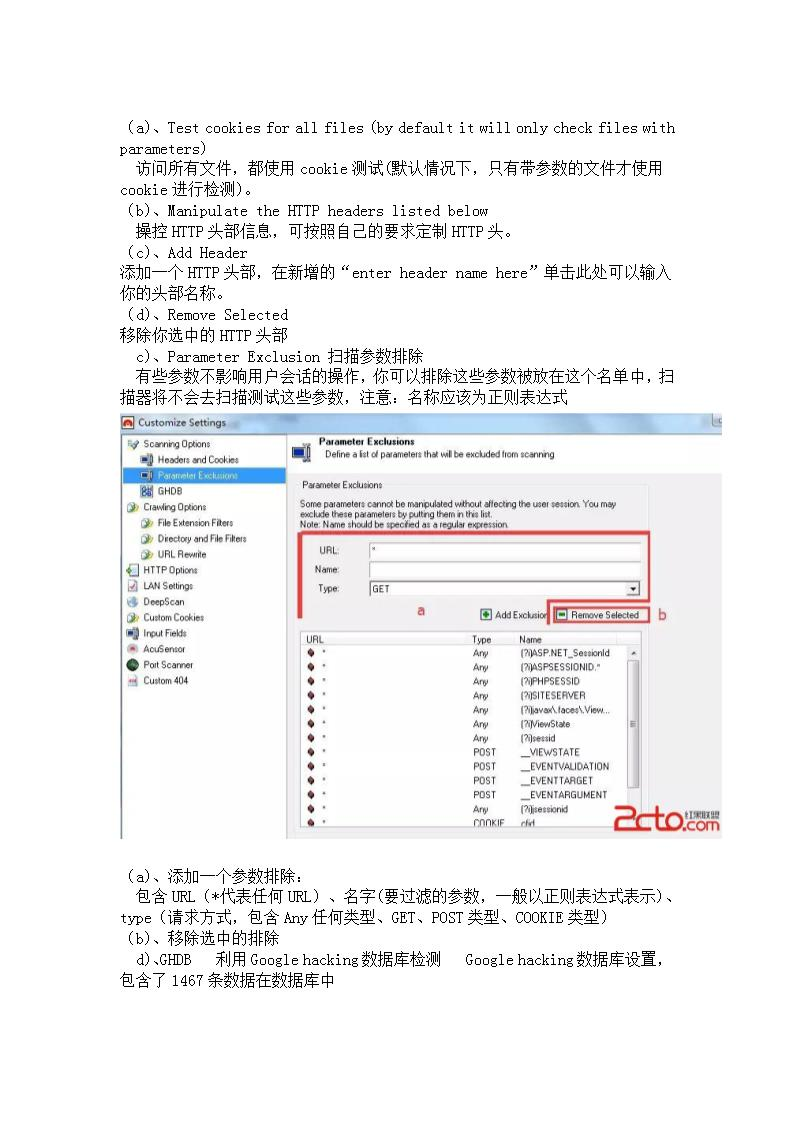 （a)、Test cookies for all files (by default it will only check files with
parameters)
访问所有文件，都使用 cookie 测试(默认情况下，只有带参数的文件才使用
cookie 进行检测)。
（b)、Manipulate the HTTP headers listed below
操控 HTTP 头部信息，可按照自己的要求定制 HTTP 头。
（c)、Add Header
添加一个 HTTP 头部，在新增的“enter header name here”单击此处可以输入
你的头部名称。
（d)、Remove Selected
移除你选中的 HTTP 头部
c)、Parameter Exclusion 扫描参数排除
有些参数不影响用户会话的操作，你可以排除这些参数被放在这个名单中，扫
描器将不会去扫描测试这些参数，注意：名称应该为正则表达式
Customize Settings
Scanning Options
Headers and Cookies
Parameter Exclusions
GHDB
Crawling Options
File Extension Filters
Directory and File Filters
URL Rewrite
HTTP Options
LAN Settings
DeepScan
Custom Cookies
Input Fields
AcuSensor
Port Scanner
Custom 404
Parameter Exclusions
Define a list of parameters that will be excluded from scanning
Parameter Exclusions
Some parameters cannot be manipulated without affecting the user session. You may
exclude these parameters by putting them in this list.
Note: Name should be specified as a regular expression.
URL: *
Name:
Type: GET
a
Add Exclusion Remove Selected b
URL Type Name
* Any (?i)ASP.NET_SessionId
* Any (?i)ASPSESSIONID.*
* Any (?i)PHPSESSID
* Any (?i)SITESERVER
* Any (?i)javax\.faces\.View...
* Any (?i)ViewState
* Any (?i)sessid
* POST __VIEWSTATE
* POST __EVENTVALIDATION
* POST __EVENTTARGET
* POST __EVENTARGUMENT
* Any (?i)jsessionid
* COOKIE cfid
2cto.com 红黑联盟
（a)、添加一个参数排除：
包含 URL（*代表任何 URL）、名字(要过滤的参数，一般以正则表达式表示)、
type（请求方式，包含 Any 任何类型、GET、POST 类型、COOKIE 类型）
（b)、移除选中的排除
d)、GHDB 利用 Google hacking 数据库检测 Google hacking 数据库设置，
包含了 1467 条数据在数据库中